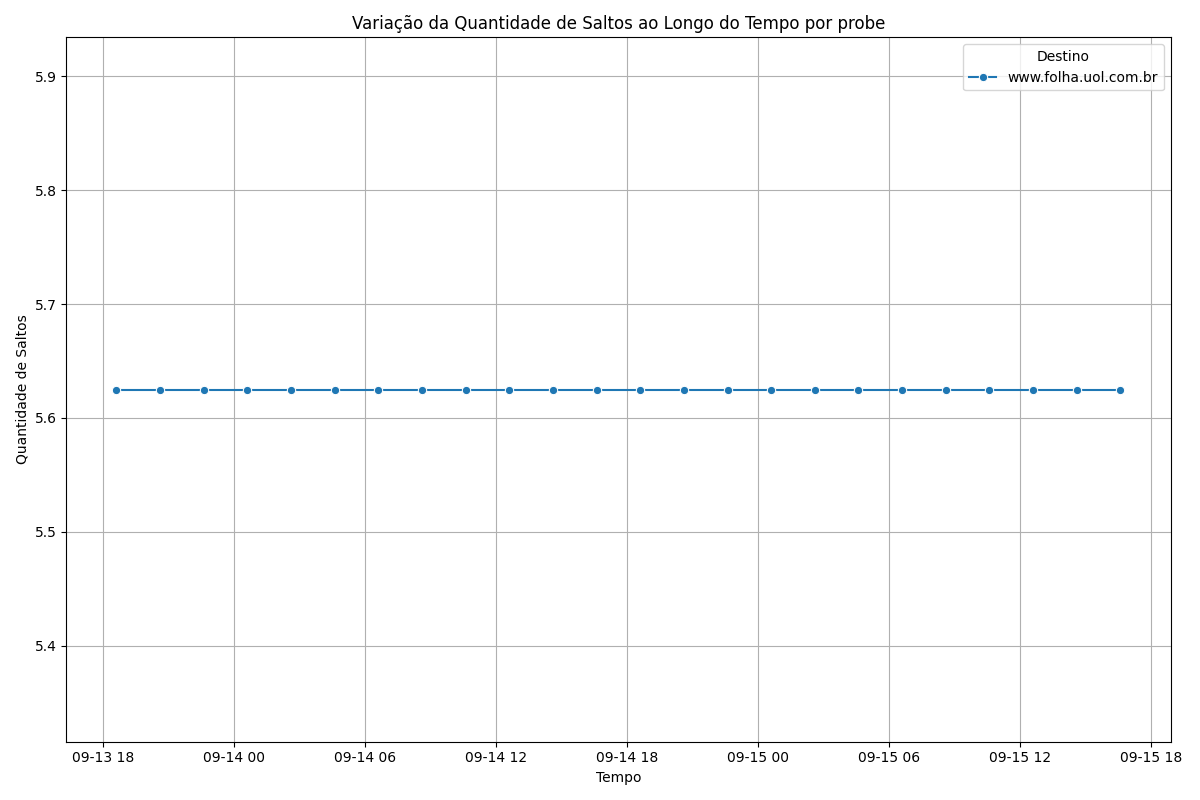 Variação da Quantidade de Saltos ao Longo do Tempo por probe
Destino
www.folha.uol.com.br
Quantidade de Saltos
5.9
5.8
5.7
5.6
5.5
5.4
09-13 18 09-14 00 09-14 06 09-14 12 09-14 18 09-15 00 09-15 06 09-15 12 09-15 18
Tempo